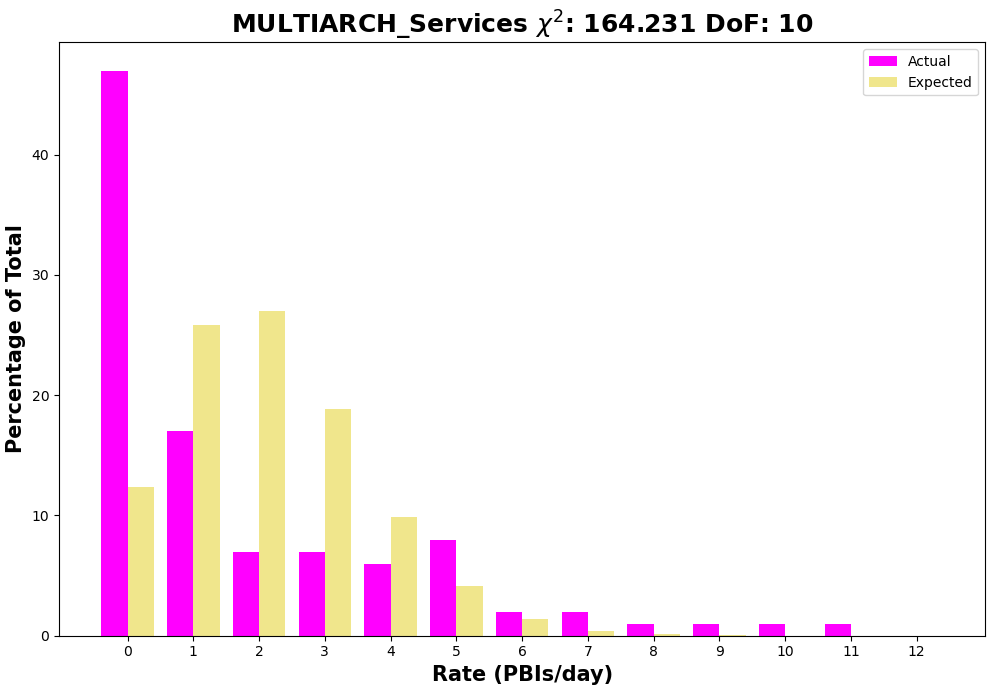 MULTIARCH_Services χ²: 164.231 DoF: 10
Actual
Expected
Percentage of Total
40
30
20
10
0
0 1 2 3 4 5 6 7 8 9 10 11 12
Rate (PBIs/day)